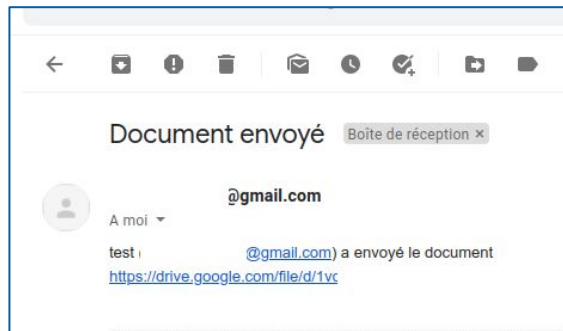 Document envoyé Boîte de réception ×
@gmail.com
A moi
test ( @gmail.com) a envoyé le document
https://drive.google.com/file/d/1vc